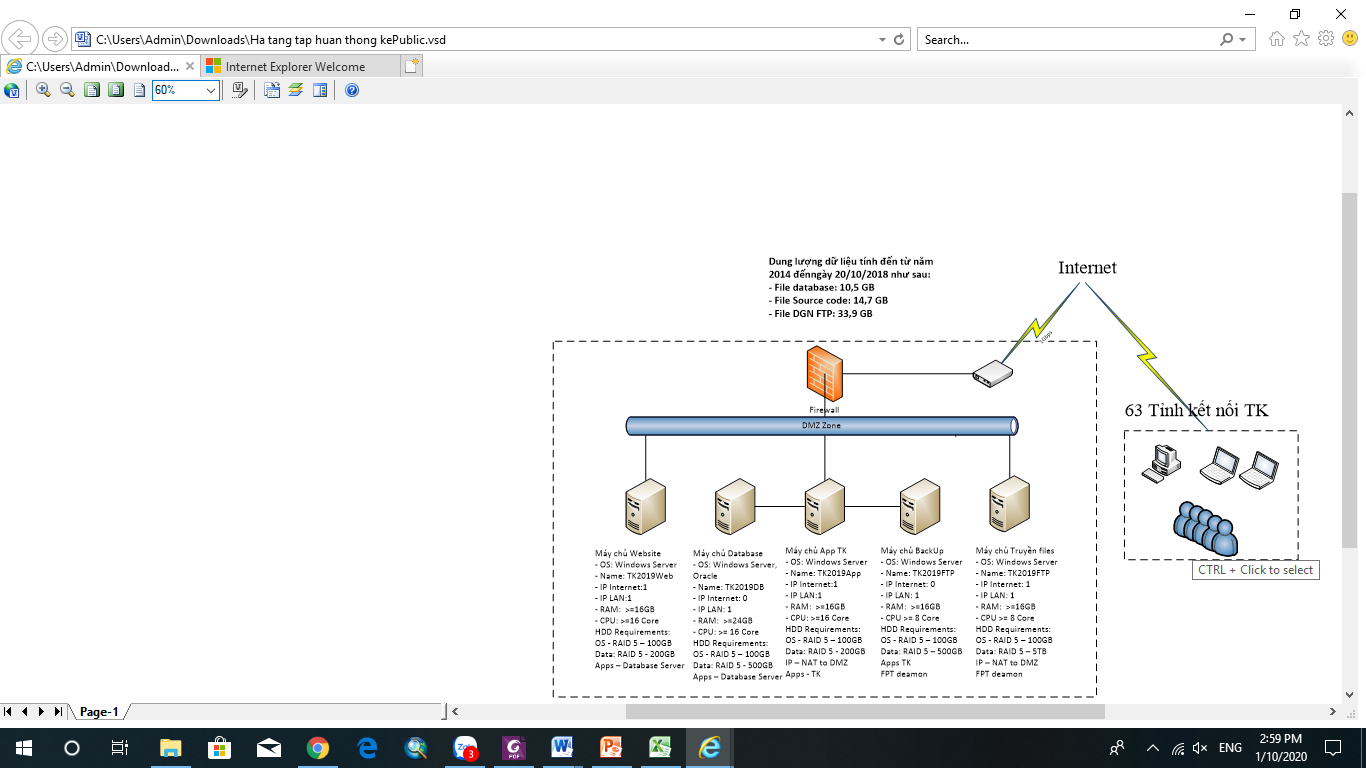 C:\Users\Admin\Downloads\Ha tang tap huan thong kePublic.vsd
Search...
C:\Users\Admin\Download...
Internet Explorer Welcome
60%
Dung lượng dữ liệu tính đến từ năm
2014 đếnngày 20/10/2018 như sau:
- File database: 10,5 GB
- File Source code: 14,7 GB
- File DGN FTP: 33,9 GB
Internet
Gbps
Firewall
DMZ Zone
63 Tỉnh kết nối TK
CTRL + Click to select
Máy chủ Website
- OS: Windows Server
- Name: TK2019Web
- IP Internet:1
- IP LAN:1
- RAM: >=16GB
- CPU: >=16 Core
HDD Requirements:
OS - RAID 5 – 100GB
Data: RAID 5 - 200GB
Apps – Database Server
Máy chủ Database
- OS: Windows Server,
Oracle
- Name: TK2019DB
- IP Internet: 0
- IP LAN: 1
- RAM: >=24GB
- CPU: >= 16 Core
HDD Requirements:
OS - RAID 5 – 100GB
Data: RAID 5 - 500GB
Apps – Database Server
Máy chủ App TK
- OS: Windows Server
- Name: TK2019App
- IP Internet:1
- IP LAN:1
- RAM: >=16GB
- CPU: >=16 Core
HDD Requirements:
OS - RAID 5 – 100GB
Data: RAID 5 - 200GB
IP – NAT to DMZ
Apps - TK
Máy chủ BackUp
- OS: Windows Server
- Name: TK2019FTP
- IP Internet: 0
- IP LAN: 1
- RAM: >=16GB
- CPU >= 8 Core
HDD Requirements:
OS - RAID 5 – 100GB
Data: RAID 5 – 500GB
Apps TK
FPT deamon
Máy chủ Truyền files
- OS: Windows Server
- Name: TK2019FTP
- IP Internet: 1
- IP LAN: 1
- RAM: >=16GB
- CPU >= 8 Core
HDD Requirements:
OS - RAID 5 – 100GB
Data: RAID 5 – 5TB
IP – NAT to DMZ
FPT deamon
Page-1
ENG
2:59 PM
1/10/2020